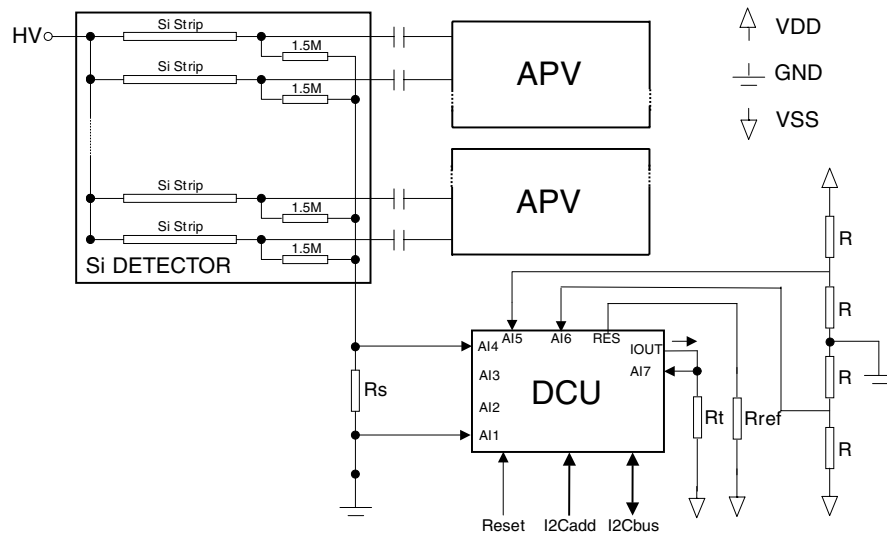 HV
Si Strip
1.5M
Si Strip
1.5M
Si Strip
1.5M
Si Strip
1.5M
Si DETECTOR
APV
APV
VDD
GND
VSS
R
R
R
R
AI5
AI6
RES
AI4
IOUT
AI3
AI7
DCU
AI2
AI1
Rs
Rt
Rref
Reset
I2Cadd
I2Cbus